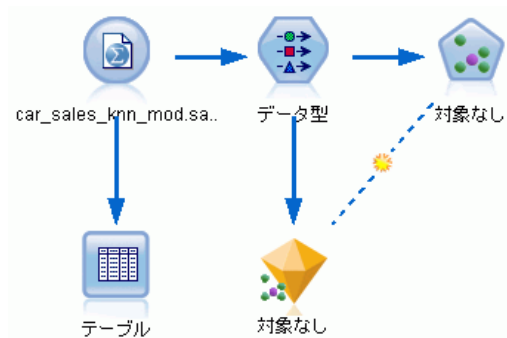 car_sales_knn_mod.sa..
データ型
対象なし
テーブル
対象なし